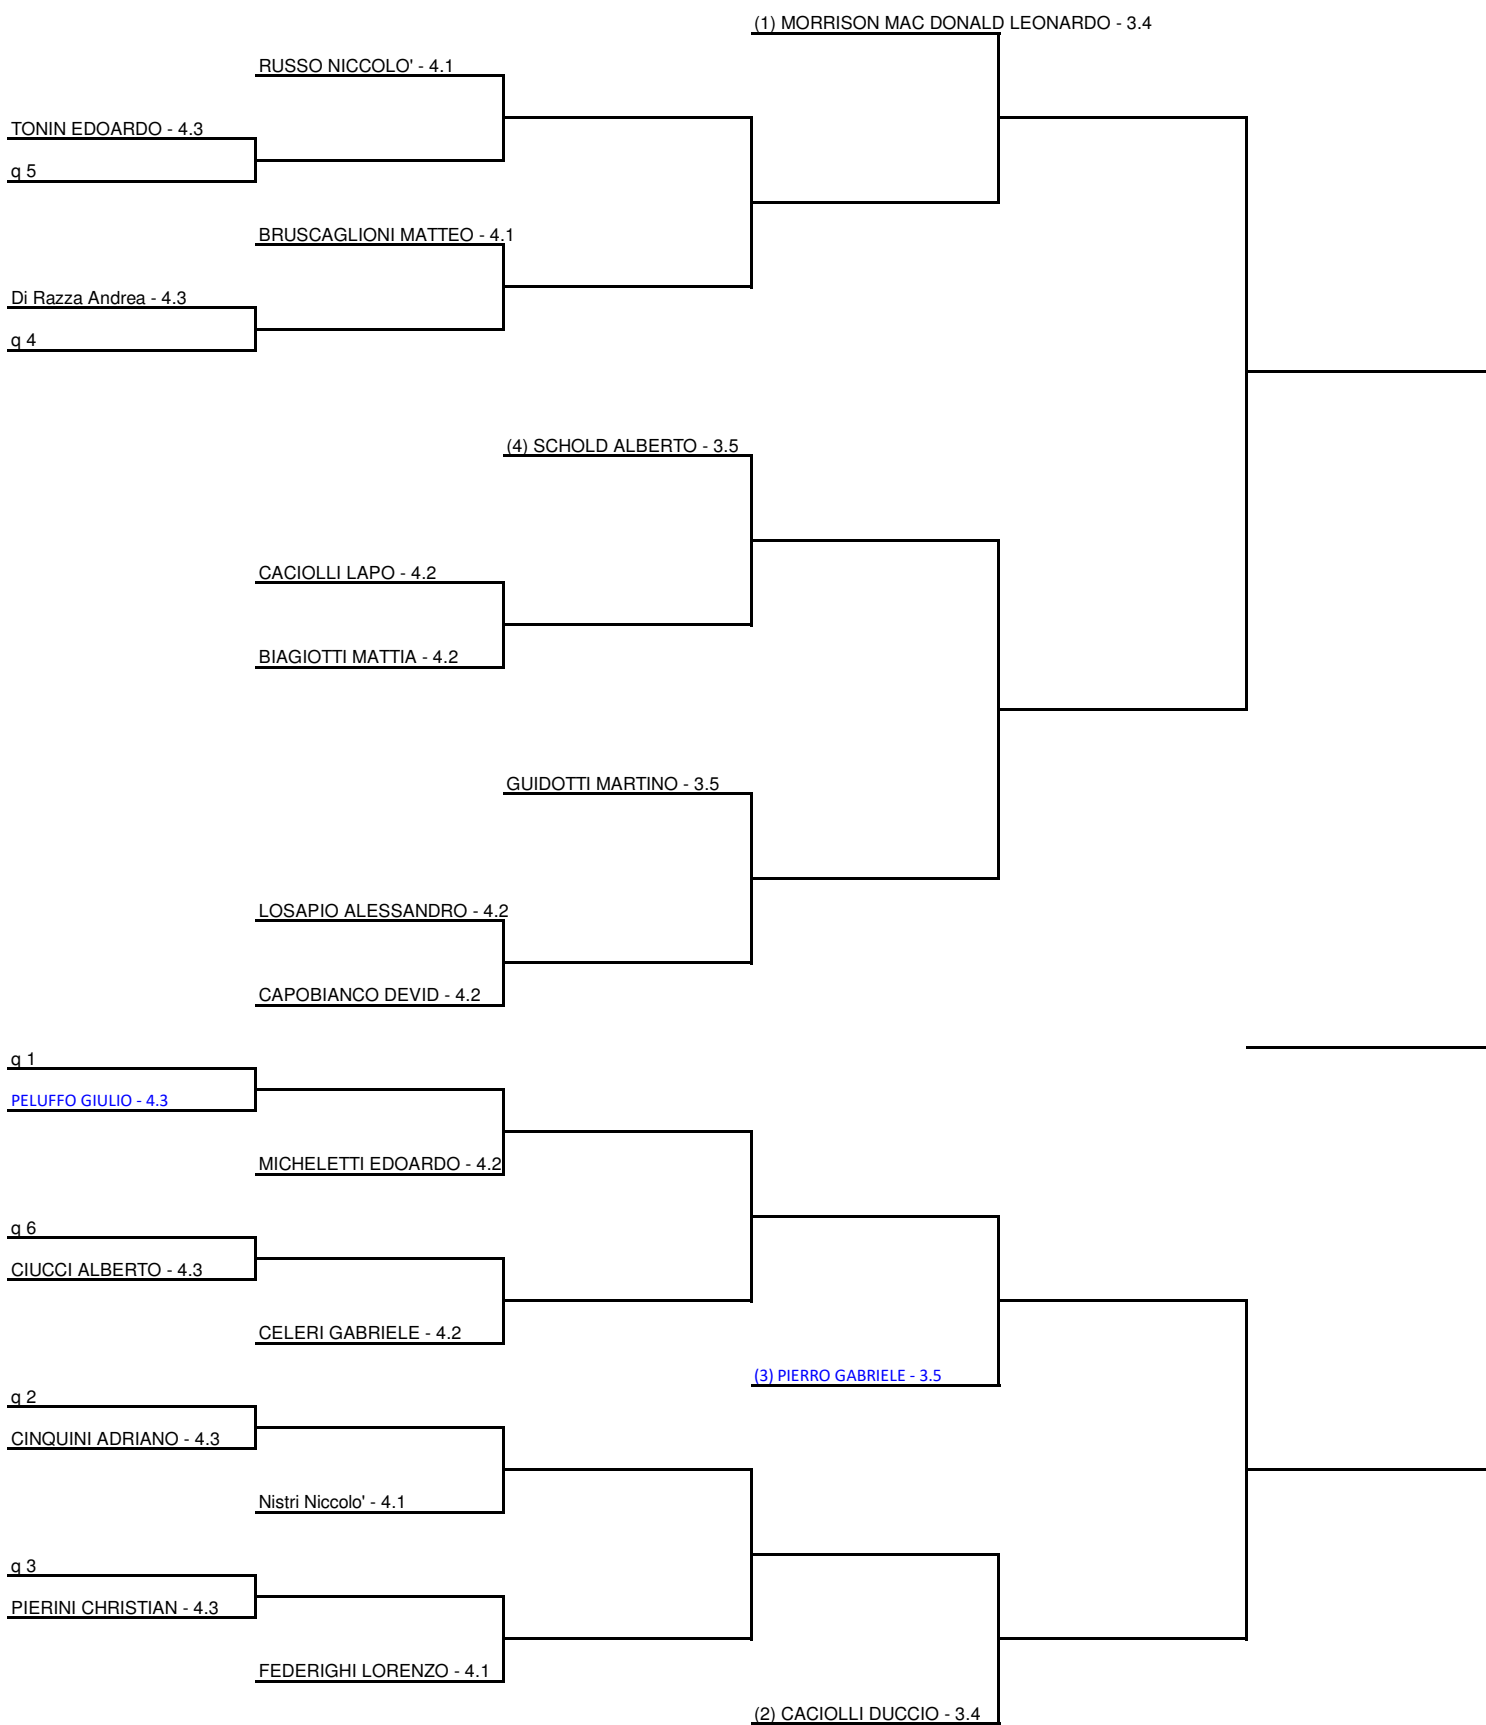 (1) MORRISON MAC DONALD LEONARDO - 3.4
RUSSO NICCOLO' - 4.1
TONIN EDOARDO - 4.3
q 5
BRUSCAGLIONI MATTEO - 4.1
Di Razza Andrea - 4.3
q 4
(4) SCHOLD ALBERTO - 3.5
CACIOLLI LAPO - 4.2
BIAGIOTTI MATTIA - 4.2
GUIDOTTI MARTINO - 3.5
LOSAPIO ALESSANDRO - 4.2
CAPOBIANCO DEVID - 4.2
q 1
PELUFFO GIULIO - 4.3
MICHELETTI EDOARDO - 4.2
q 6
CIUCCI ALBERTO - 4.3
CELERI GABRIELE - 4.2
(3) PIERRO GABRIELE - 3.5
q 2
CINQUINI ADRIANO - 4.3
Nistri Niccolo' - 4.1
q 3
PIERINI CHRISTIAN - 4.3
FEDERIGHI LORENZO - 4.1
(2) CACIOLLI DUCCIO - 3.4